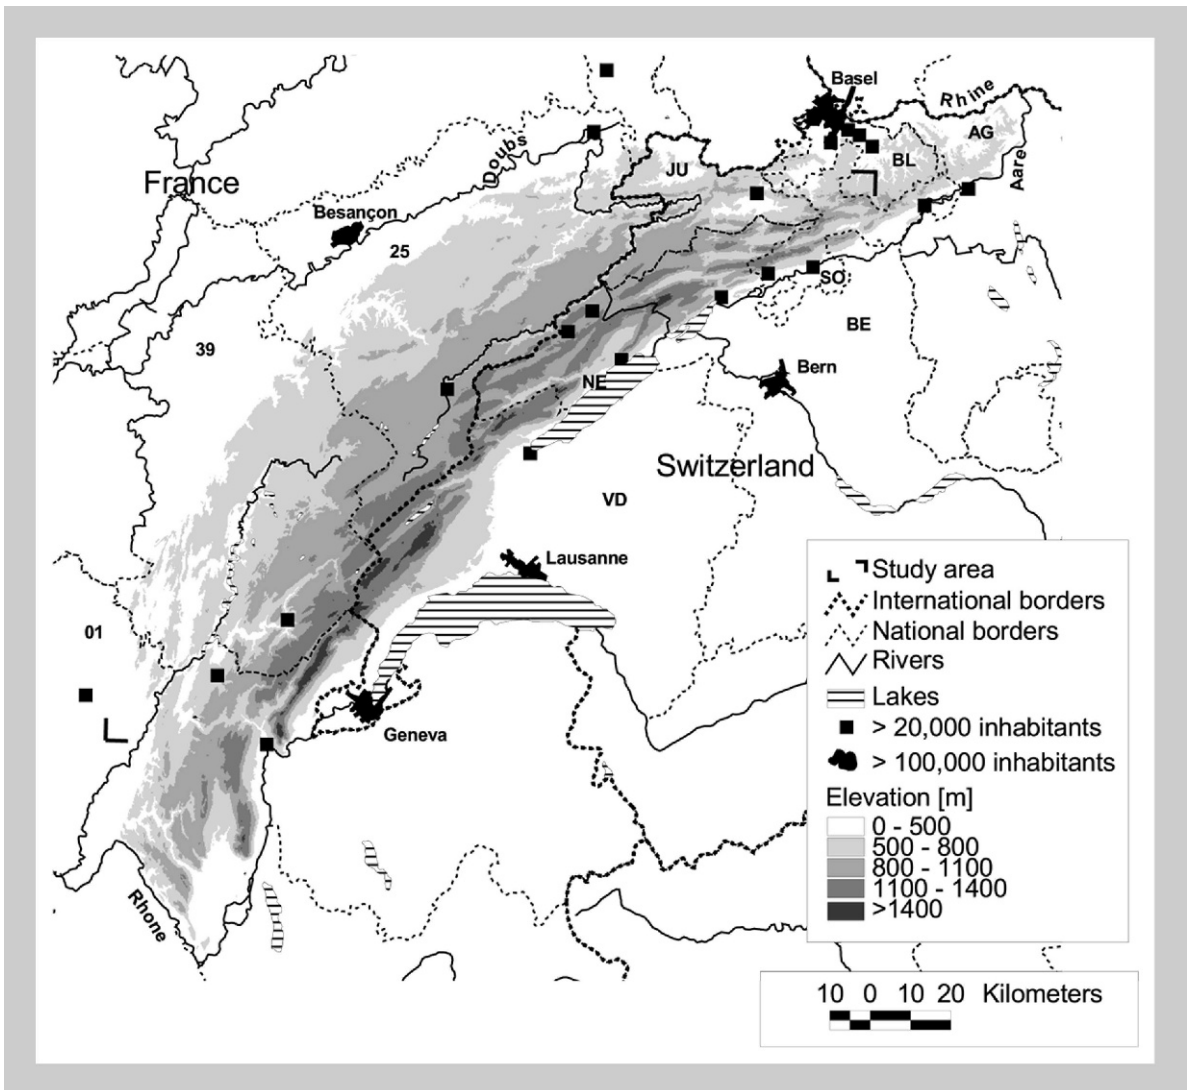 Basel
Rhine
AG
Doubs
BL
JU
Aare
France
Besançon
25
SO
BE
39
Bern
NE
Switzerland
VD
Lausanne
Study area
International borders
01
National borders
Rivers
Lakes
Geneva
> 20,000 inhabitants
> 100,000 inhabitants
Elevation [m]
0 - 500
500 - 800
800 - 1100
1100 - 1400
>1400
Rhone
10 0 10 20 Kilometers